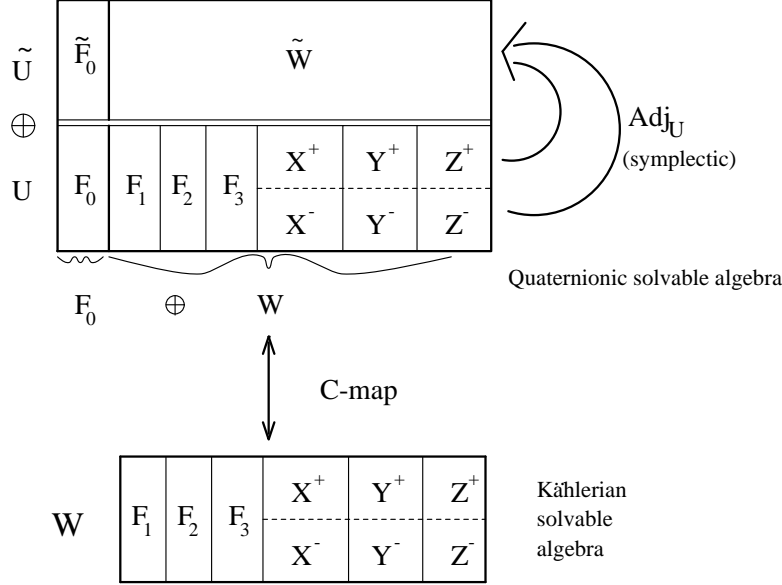 Ũ F̃₀ W̃
⊕
U F₀ F₁ F₂ F₃ X⁺ Y⁺ Z⁺
X⁻ Y⁻ Z⁻
Adj_U
(symplectic)
Quaternionic solvable algebra
F₀ ⊕ W
C-map
W F₁ F₂ F₃ X⁺ Y⁺ Z⁺
X⁻ Y⁻ Z⁻
Kählerian
solvable
algebra